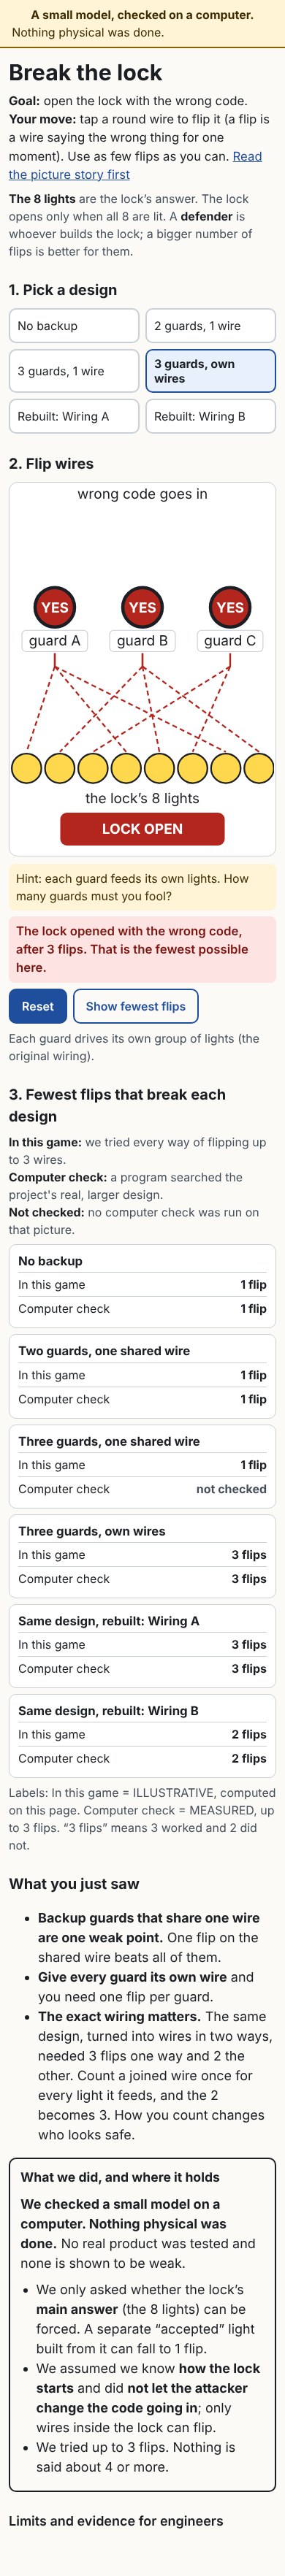 A small model, checked on a computer.
Nothing physical was done.
Break the lock
Goal: open the lock with the wrong code.
Your move: tap a round wire to flip it (a flip is
a wire saying the wrong thing for one
moment). Use as few flips as you can. Read
the picture story first
The 8 lights are the lock's answer. The lock
opens only when all 8 are lit. A defender is
whoever builds the lock; a bigger number of
flips is better for them.
1. Pick a design
No backup
2 guards, 1 wire
3 guards, 1 wire
3 guards, own
wires
Rebuilt: Wiring A
Rebuilt: Wiring B
2. Flip wires
wrong code goes in
YES YES YES
guard A guard B guard C
the lock's 8 lights
LOCK OPEN
Hint: each guard feeds its own lights. How
many guards must you fool?
The lock opened with the wrong code,
after 3 flips. That is the fewest possible
here.
Reset Show fewest flips
Each guard drives its own group of lights (the
original wiring).
3. Fewest flips that break each
design
In this game: we tried every way of flipping up
to 3 wires.
Computer check: a program searched the
project's real, larger design.
Not checked: no computer check was run on
that picture.
No backup
In this game 1 flip
Computer check 1 flip
Two guards, one shared wire
In this game 1 flip
Computer check 1 flip
Three guards, one shared wire
In this game 1 flip
Computer check not checked
Three guards, own wires
In this game 3 flips
Computer check 3 flips
Same design, rebuilt: Wiring A
In this game 3 flips
Computer check 3 flips
Same design, rebuilt: Wiring B
In this game 2 flips
Computer check 2 flips
Labels: In this game = ILLUSTRATIVE, computed
on this page. Computer check = MEASURED, up
to 3 flips. “3 flips” means 3 worked and 2 did
not.
What you just saw
• Backup guards that share one wire
are one weak point. One flip on the
shared wire beats all of them.
• Give every guard its own wire and
you need one flip per guard.
• The exact wiring matters. The same
design, turned into wires in two ways,
needed 3 flips one way and 2 the
other. Count a joined wire once for
every light it feeds, and the 2
becomes 3. How you count changes
who looks safe.
What we did, and where it holds
We checked a small model on a
computer. Nothing physical was
done. No real product was tested and
none is shown to be weak.
• We only asked whether the lock's
main answer (the 8 lights) can be
forced. A separate “accepted” light
built from it can fall to 1 flip.
• We assumed we know how the lock
starts and did not let the attacker
change the code going in; only
wires inside the lock can flip.
• We tried up to 3 flips. Nothing is
said about 4 or more.
Limits and evidence for engineers